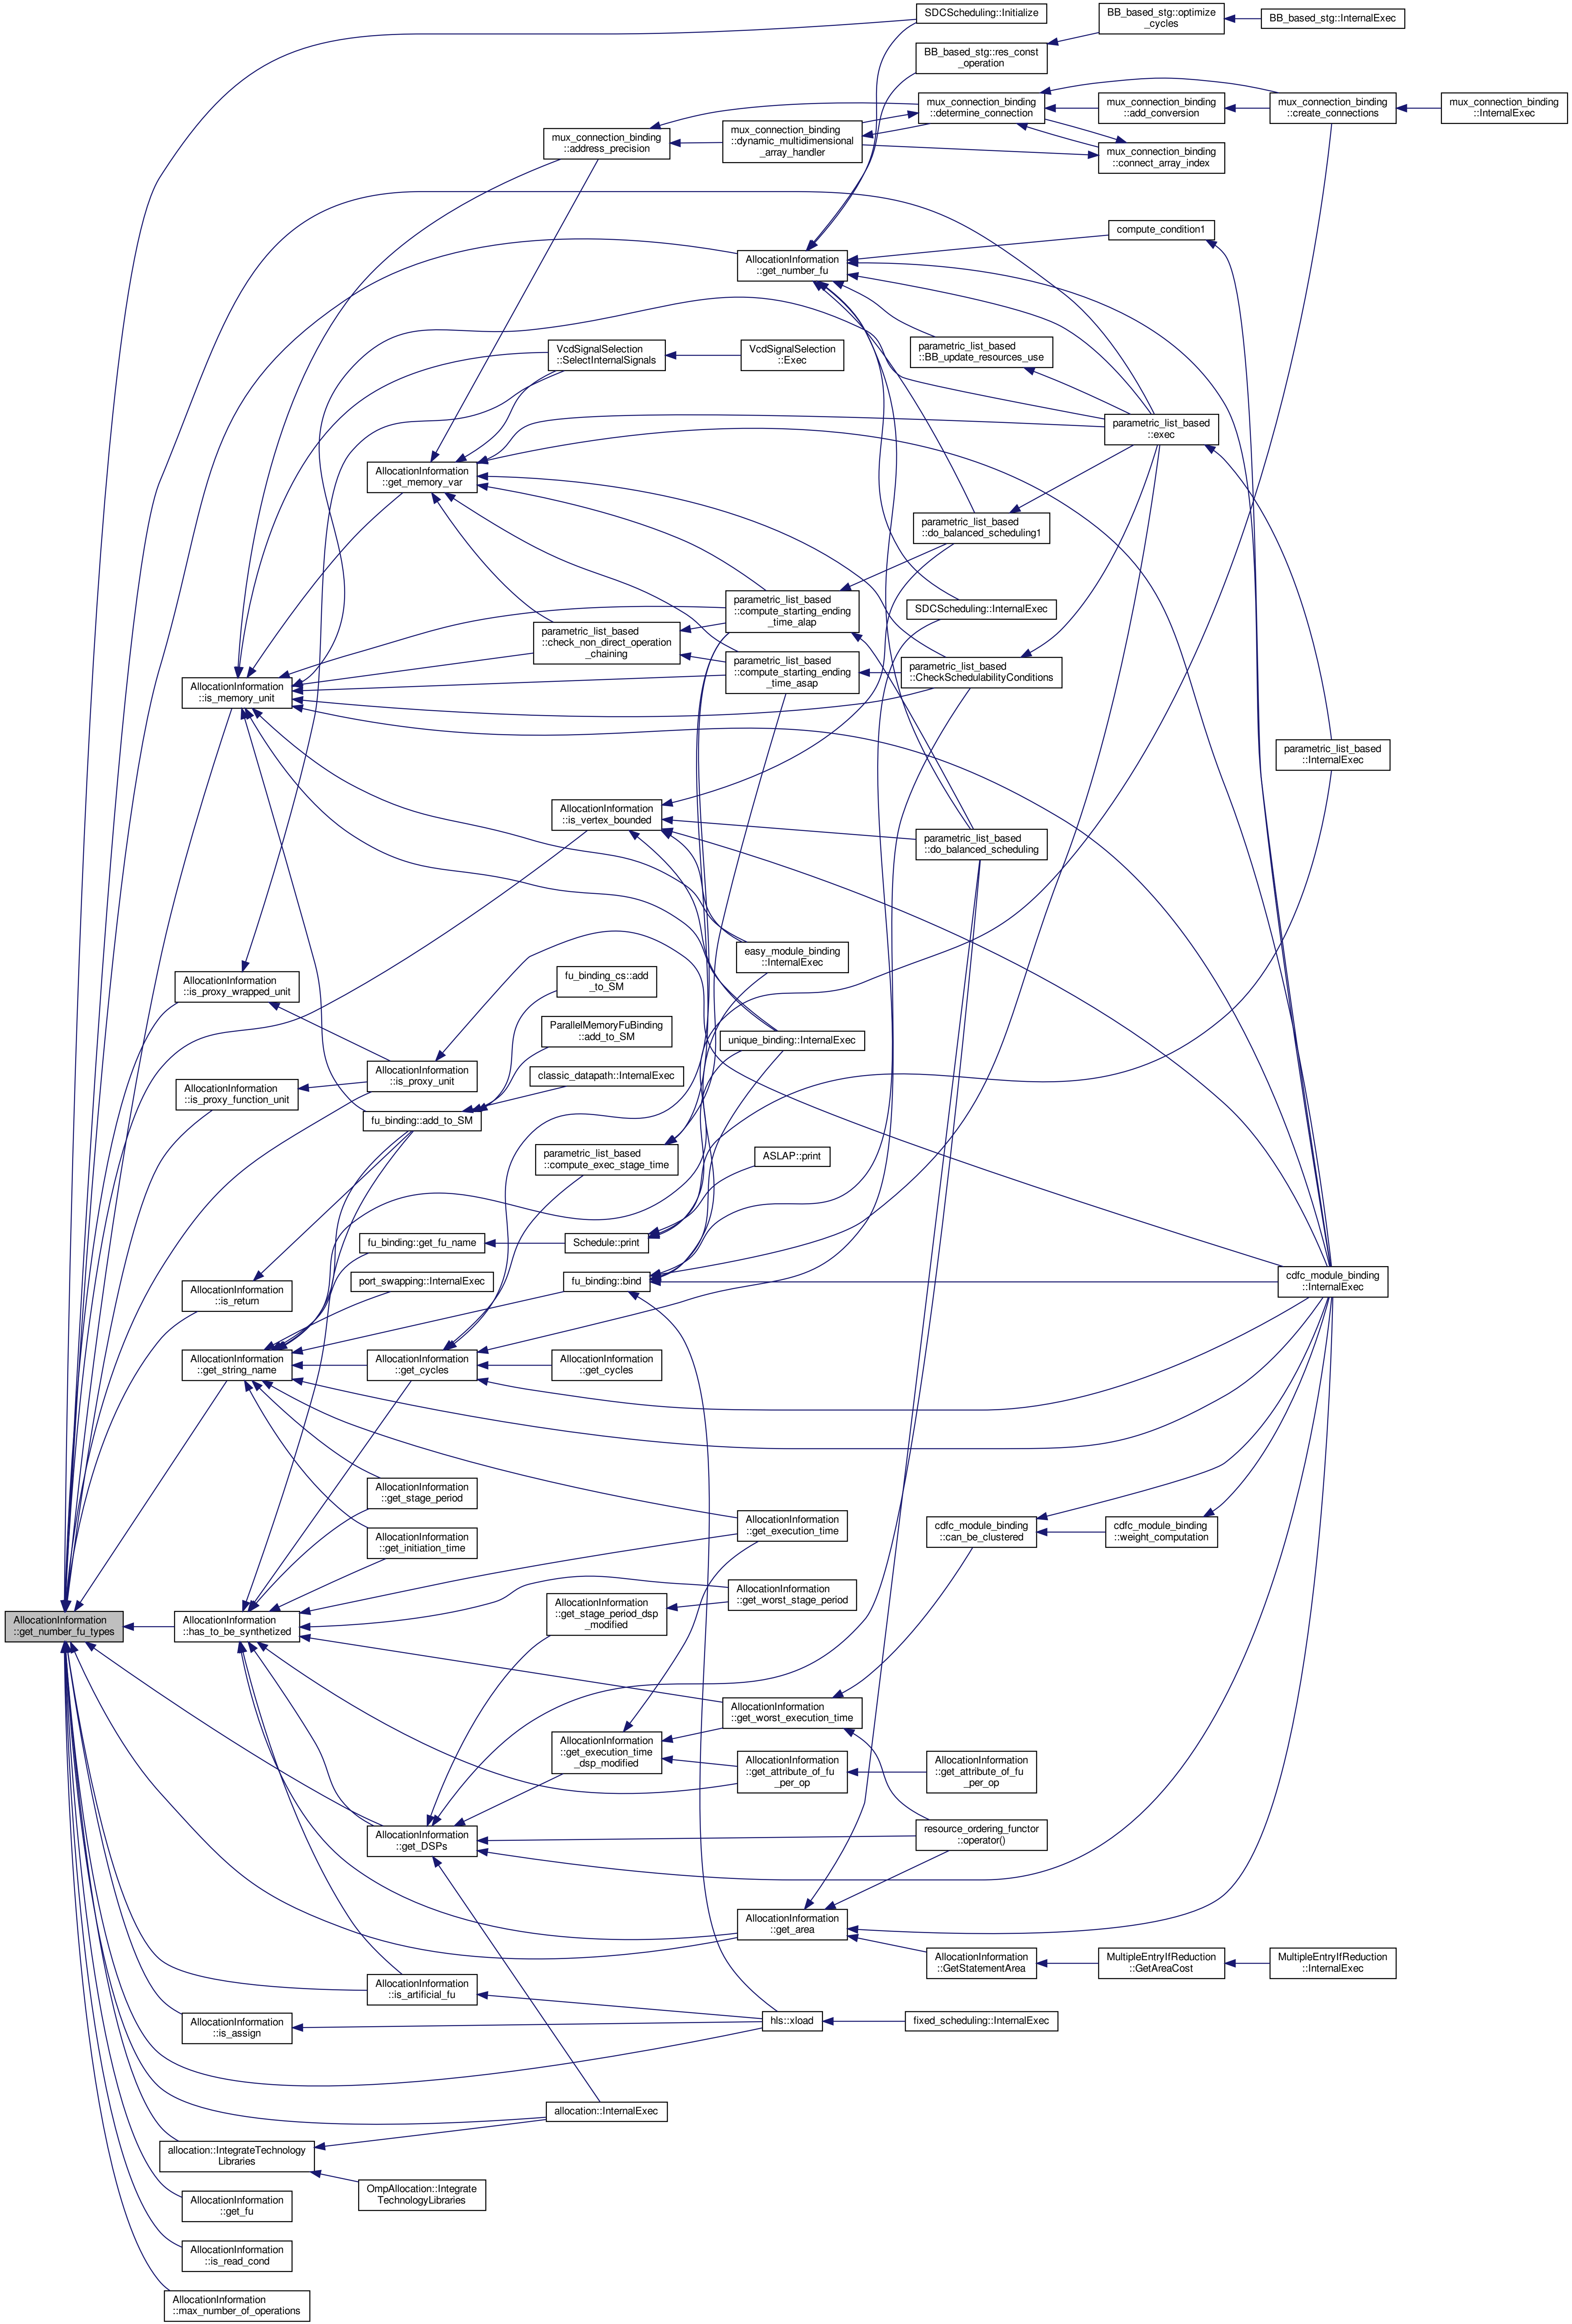 SDCScheduling::Initialize
BB_based_stg::optimize
_cycles
BB_based_stg::InternalExec
BB_based_stg::res_const
_operation
mux_connection_binding
::determine_connection
mux_connection_binding
::add_conversion
mux_connection_binding
::create_connections
mux_connection_binding
::InternalExec
mux_connection_binding
::address_precision
mux_connection_binding
::dynamic_multidimensional
_array_handler
mux_connection_binding
::connect_array_index
compute_condition1
AllocationInformation
::get_number_fu
parametric_list_based
::BB_update_resources_use
VcdSignalSelection
::SelectInternalSignals
VcdSignalSelection
::Exec
parametric_list_based
::exec
AllocationInformation
::get_memory_var
parametric_list_based
::do_balanced_scheduling1
parametric_list_based
::compute_starting_ending
_time_alap
SDCScheduling::InternalExec
parametric_list_based
::check_non_direct_operation
_chaining
parametric_list_based
::compute_starting_ending
_time_asap
parametric_list_based
::CheckSchedulabilityConditions
AllocationInformation
::is_memory_unit
parametric_list_based
::InternalExec
AllocationInformation
::is_vertex_bounded
parametric_list_based
::do_balanced_scheduling
easy_module_binding
::InternalExec
AllocationInformation
::is_proxy_wrapped_unit
fu_binding_cs::add
_to_SM
ParallelMemoryFuBinding
::add_to_SM
unique_binding::InternalExec
AllocationInformation
::is_proxy_unit
classic_datapath::InternalExec
AllocationInformation
::is_proxy_function_unit
fu_binding::add_to_SM
parametric_list_based
::compute_exec_stage_time
ASLAP::print
fu_binding::get_fu_name
Schedule::print
port_swapping::InternalExec
fu_binding::bind
cdfc_module_binding
::InternalExec
AllocationInformation
::is_return
AllocationInformation
::get_string_name
AllocationInformation
::get_cycles
AllocationInformation
::get_cycles
AllocationInformation
::get_stage_period
AllocationInformation
::get_initiation_time
AllocationInformation
::get_execution_time
cdfc_module_binding
::can_be_clustered
cdfc_module_binding
::weight_computation
AllocationInformation
::get_number_fu_types
AllocationInformation
::has_to_be_synthetized
AllocationInformation
::get_stage_period_dsp
_modified
AllocationInformation
::get_worst_stage_period
AllocationInformation
::get_worst_execution_time
AllocationInformation
::get_execution_time
_dsp_modified
AllocationInformation
::get_attribute_of_fu
_per_op
AllocationInformation
::get_attribute_of_fu
_per_op
AllocationInformation
::get_DSPs
resource_ordering_functor
::operator()
AllocationInformation
::get_area
AllocationInformation
::GetStatementArea
MultipleEntryIfReduction
::GetAreaCost
MultipleEntryIfReduction
::InternalExec
AllocationInformation
::is_artificial_fu
AllocationInformation
::is_assign
hls::xload
fixed_scheduling::InternalExec
allocation::InternalExec
allocation::IntegrateTechnology
Libraries
OmpAllocation::Integrate
TechnologyLibraries
AllocationInformation
::get_fu
AllocationInformation
::is_read_cond
AllocationInformation
::max_number_of_operations